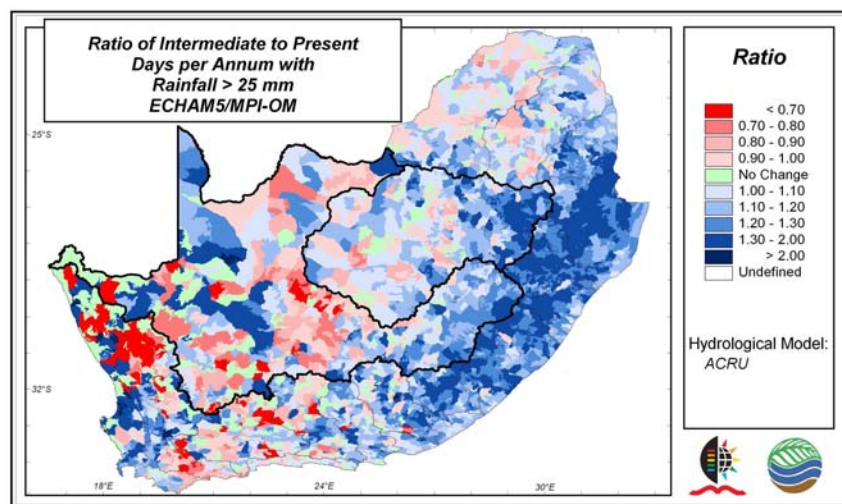 Ratio of Intermediate to Present
Days per Annum with
Rainfall > 25 mm
ECHAM5/MPI-OM
25°S
32°S
18°E
24°E
30°E
Ratio
< 0.70
0.70 - 0.80
0.80 - 0.90
0.90 - 1.00
No Change
1.00 - 1.10
1.10 - 1.20
1.20 - 1.30
1.30 - 2.00
> 2.00
Undefined
Hydrological Model:
ACRU